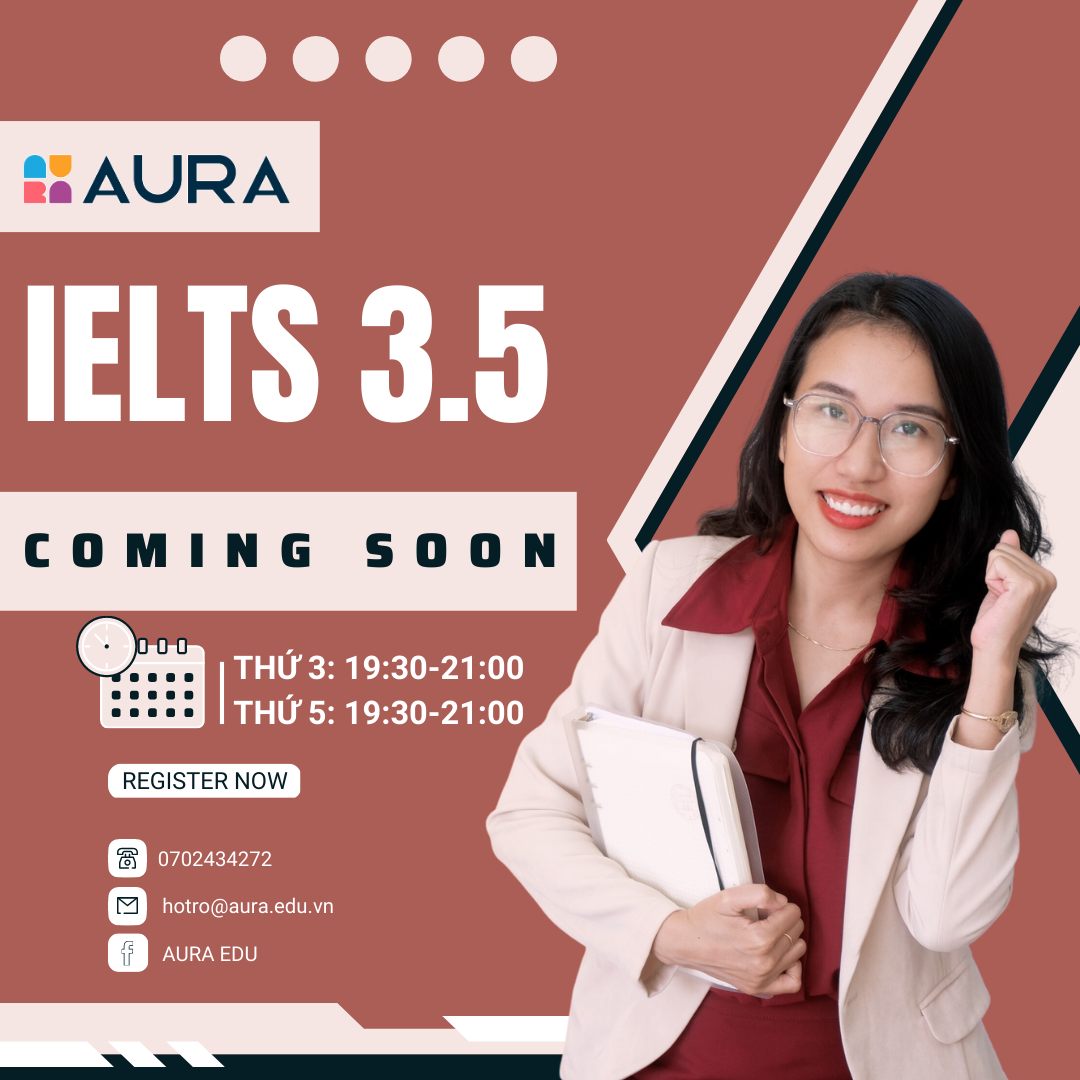 AURA
IELTS 3.5
COMING SOON
THỨ 3: 19:30-21:00
THỨ 5: 19:30-21:00
REGISTER NOW
0702434272
hotro@aura.edu.vn
AURA EDU